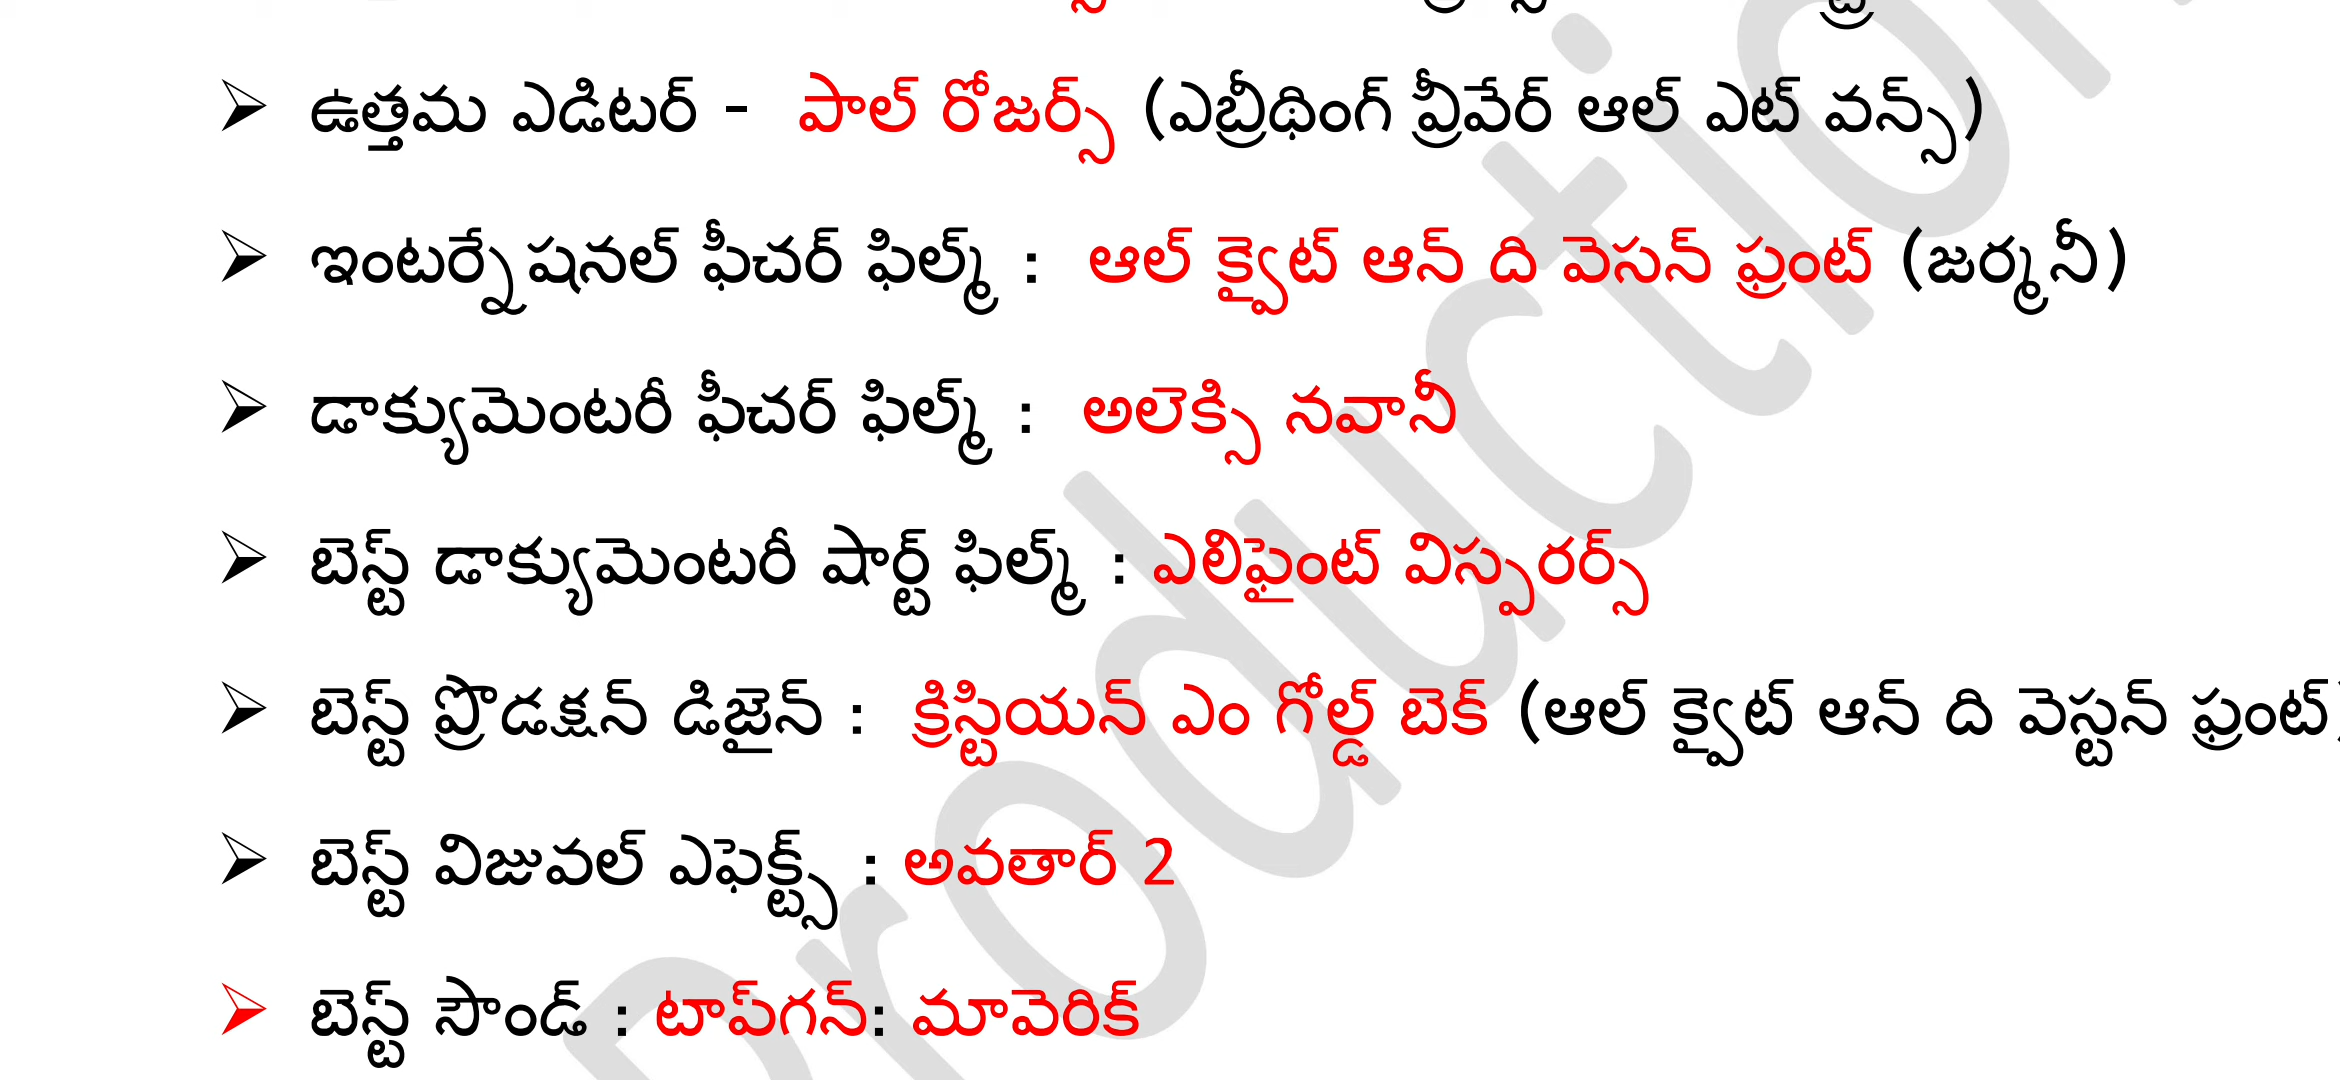 ➢ ఉత్తమ ఎడిటర్ - పాల్ రోజర్స్ (ఎబ్రీథింగ్ వ్రీవేర్ ఆల్ ఎట్ వన్స్)
➢ ఇంటర్నేషనల్ ఫీచర్ ఫిల్మ్ : ఆల్ క్వైట్ ఆన్ ది వెసన్ ఫ్రంట్ (జర్మనీ)
➢ డాక్యుమెంటరీ ఫీచర్ ఫిల్మ్ : అలెక్సి నవానీ
➢ బెస్ట్ డాక్యుమెంటరీ షార్ట్ ఫిల్మ్ : ఎలిఫైంట్ విస్పరర్స్
➢ బెస్ట్ ప్రొడక్షన్ డిజైన్ : క్రిస్టియన్ ఎం గోల్డ్ బెక్ (ఆల్ క్వైట్ ఆన్ ది వెస్టన్ ఫ్రంట్)
➢ బెస్ట్ విజువల్ ఎఫెక్ట్స్ : అవతార్ 2
➢ బెస్ట్ సౌండ్ : టాప్‌గన్: మావెరిక్
Production